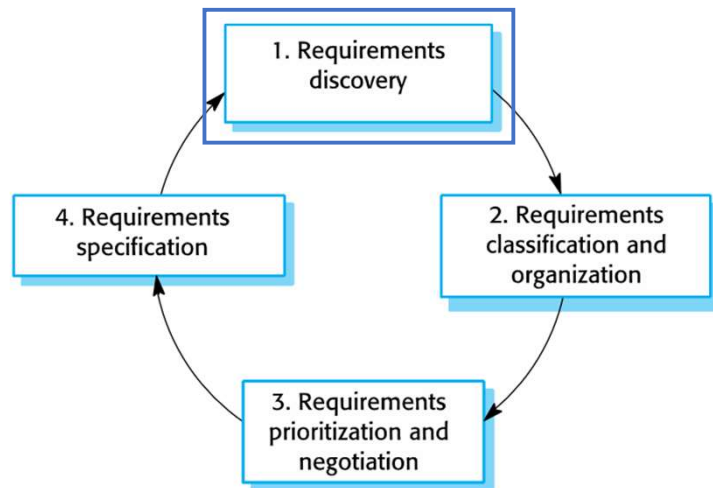 1. Requirements
discovery
2. Requirements
classification and
organization
3. Requirements
prioritization and
negotiation
4. Requirements
specification